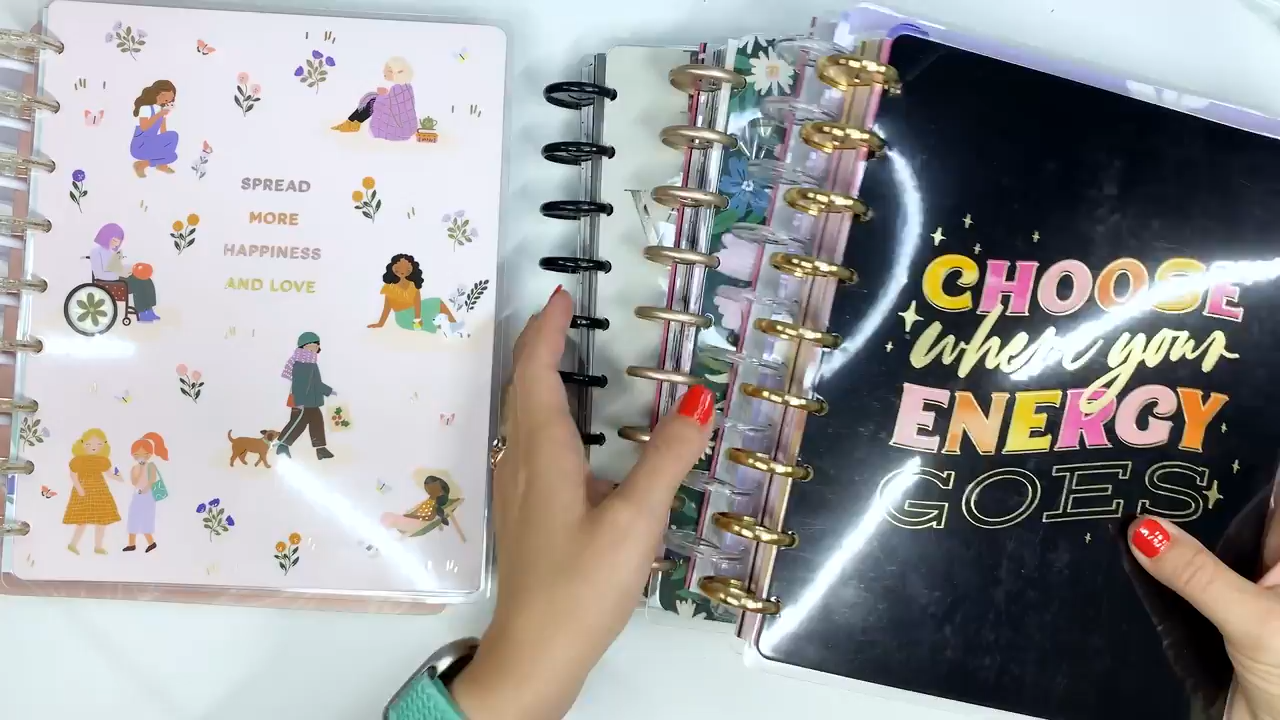 SPREAD
MORE
HAPPINESS
AND LOVE
CHOOSE
where your
ENERGY
GOES